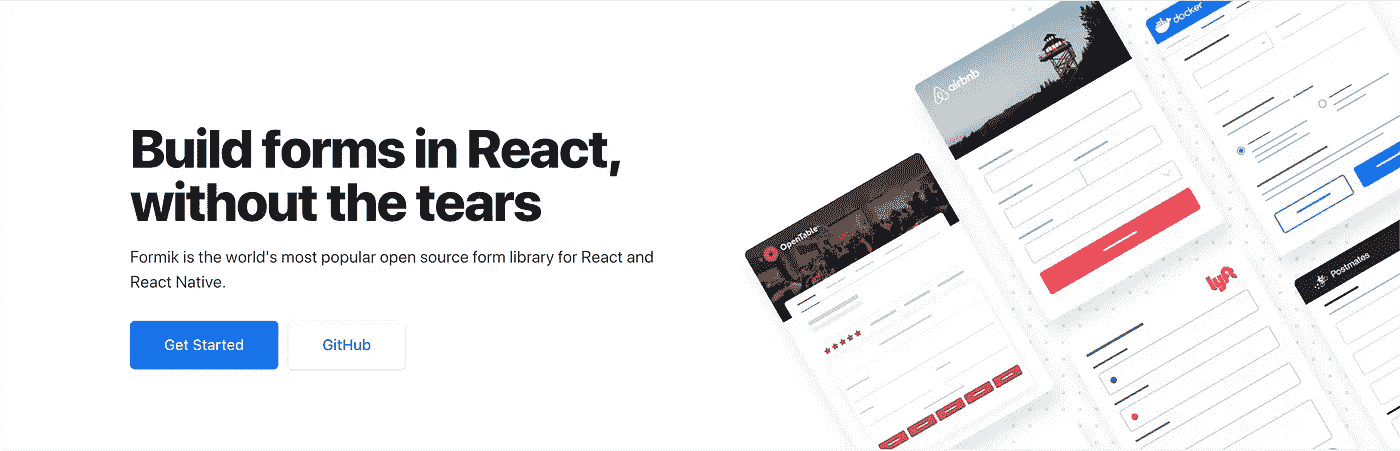 Build forms in React,
without the tears
Formik is the world's most popular open source form library for React and
React Native.
Get Started
GitHub
OpenTable
airbnb
docker
lyft
Postmates